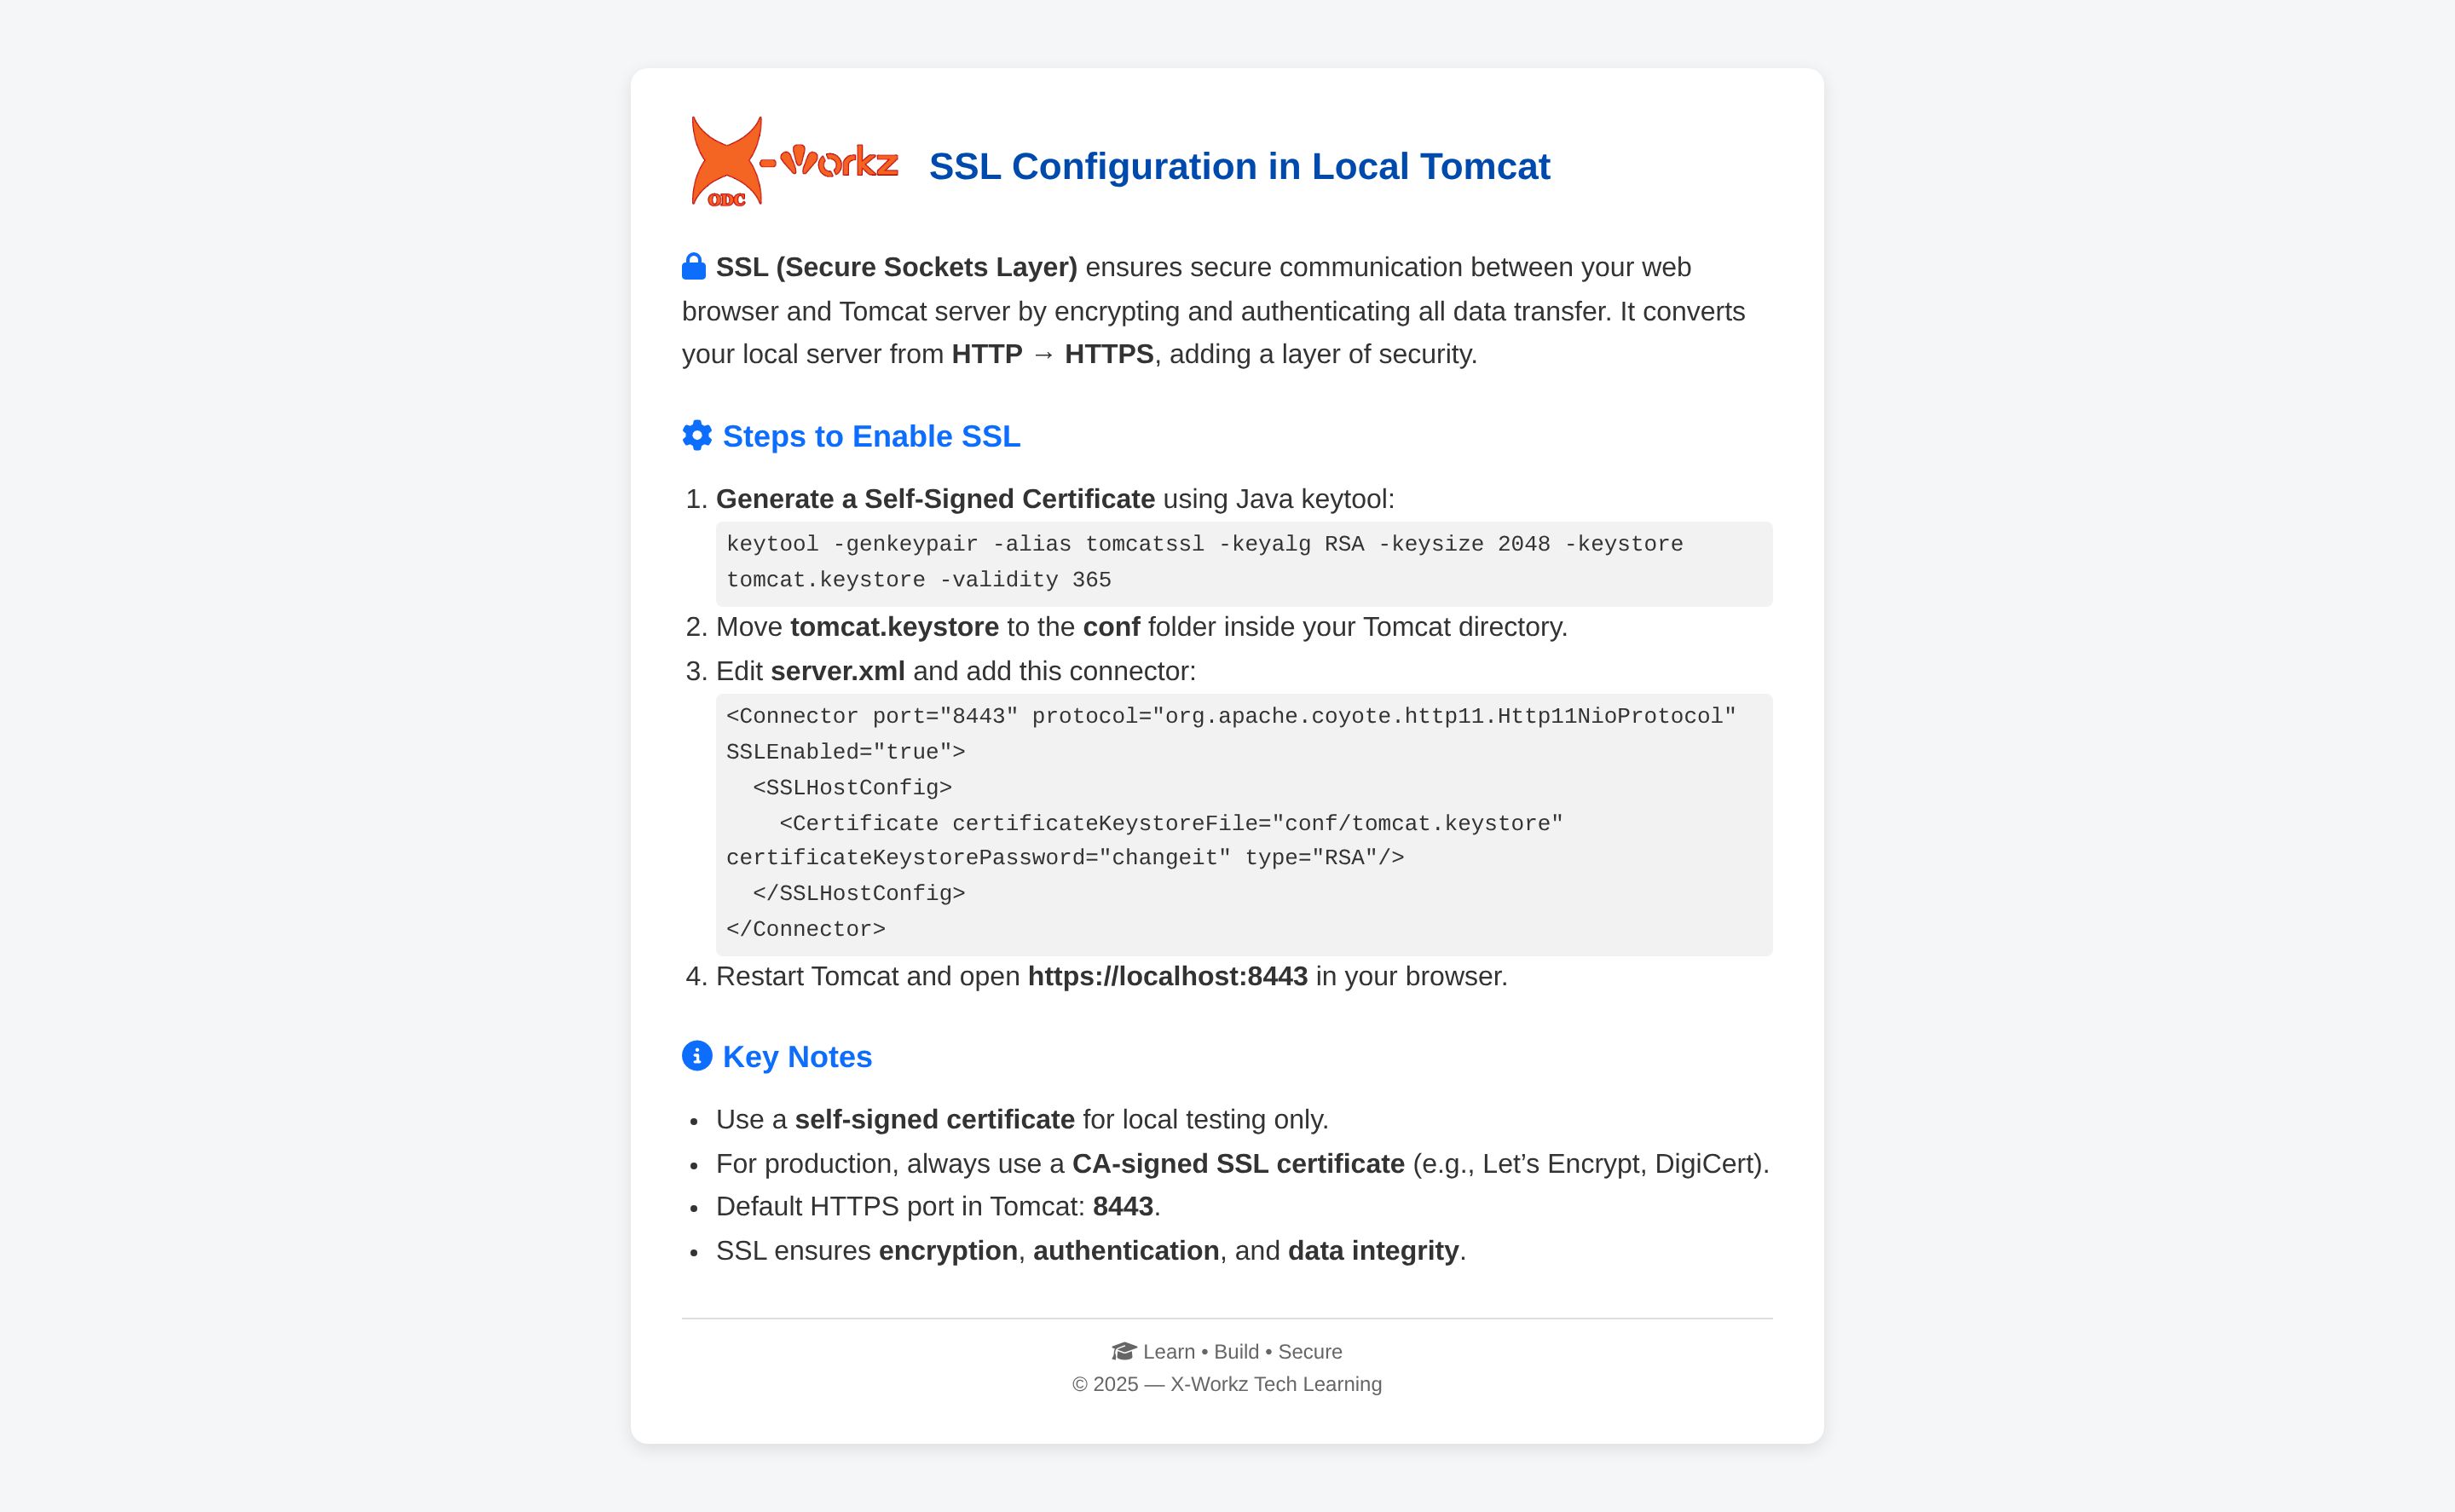 X-Workz
ODC
SSL Configuration in Local Tomcat
SSL (Secure Sockets Layer) ensures secure communication between your web
browser and Tomcat server by encrypting and authenticating all data transfer. It converts
your local server from HTTP → HTTPS, adding a layer of security.
Steps to Enable SSL
1. Generate a Self-Signed Certificate using Java keytool:
keytool -genkeypair -alias tomcatssl -keyalg RSA -keysize 2048 -keystore
tomcat.keystore -validity 365
2. Move tomcat.keystore to the conf folder inside your Tomcat directory.
3. Edit server.xml and add this connector:
<Connector port="8443" protocol="org.apache.coyote.http11.Http11NioProtocol"
SSLEnabled="true">
  <SSLHostConfig>
    <Certificate certificateKeystoreFile="conf/tomcat.keystore"
certificateKeystorePassword="changeit" type="RSA"/>
  </SSLHostConfig>
</Connector>
4. Restart Tomcat and open https://localhost:8443 in your browser.
Key Notes
• Use a self-signed certificate for local testing only.
• For production, always use a CA-signed SSL certificate (e.g., Let’s Encrypt, DigiCert).
• Default HTTPS port in Tomcat: 8443.
• SSL ensures encryption, authentication, and data integrity.
Learn • Build • Secure
© 2025 — X-Workz Tech Learning